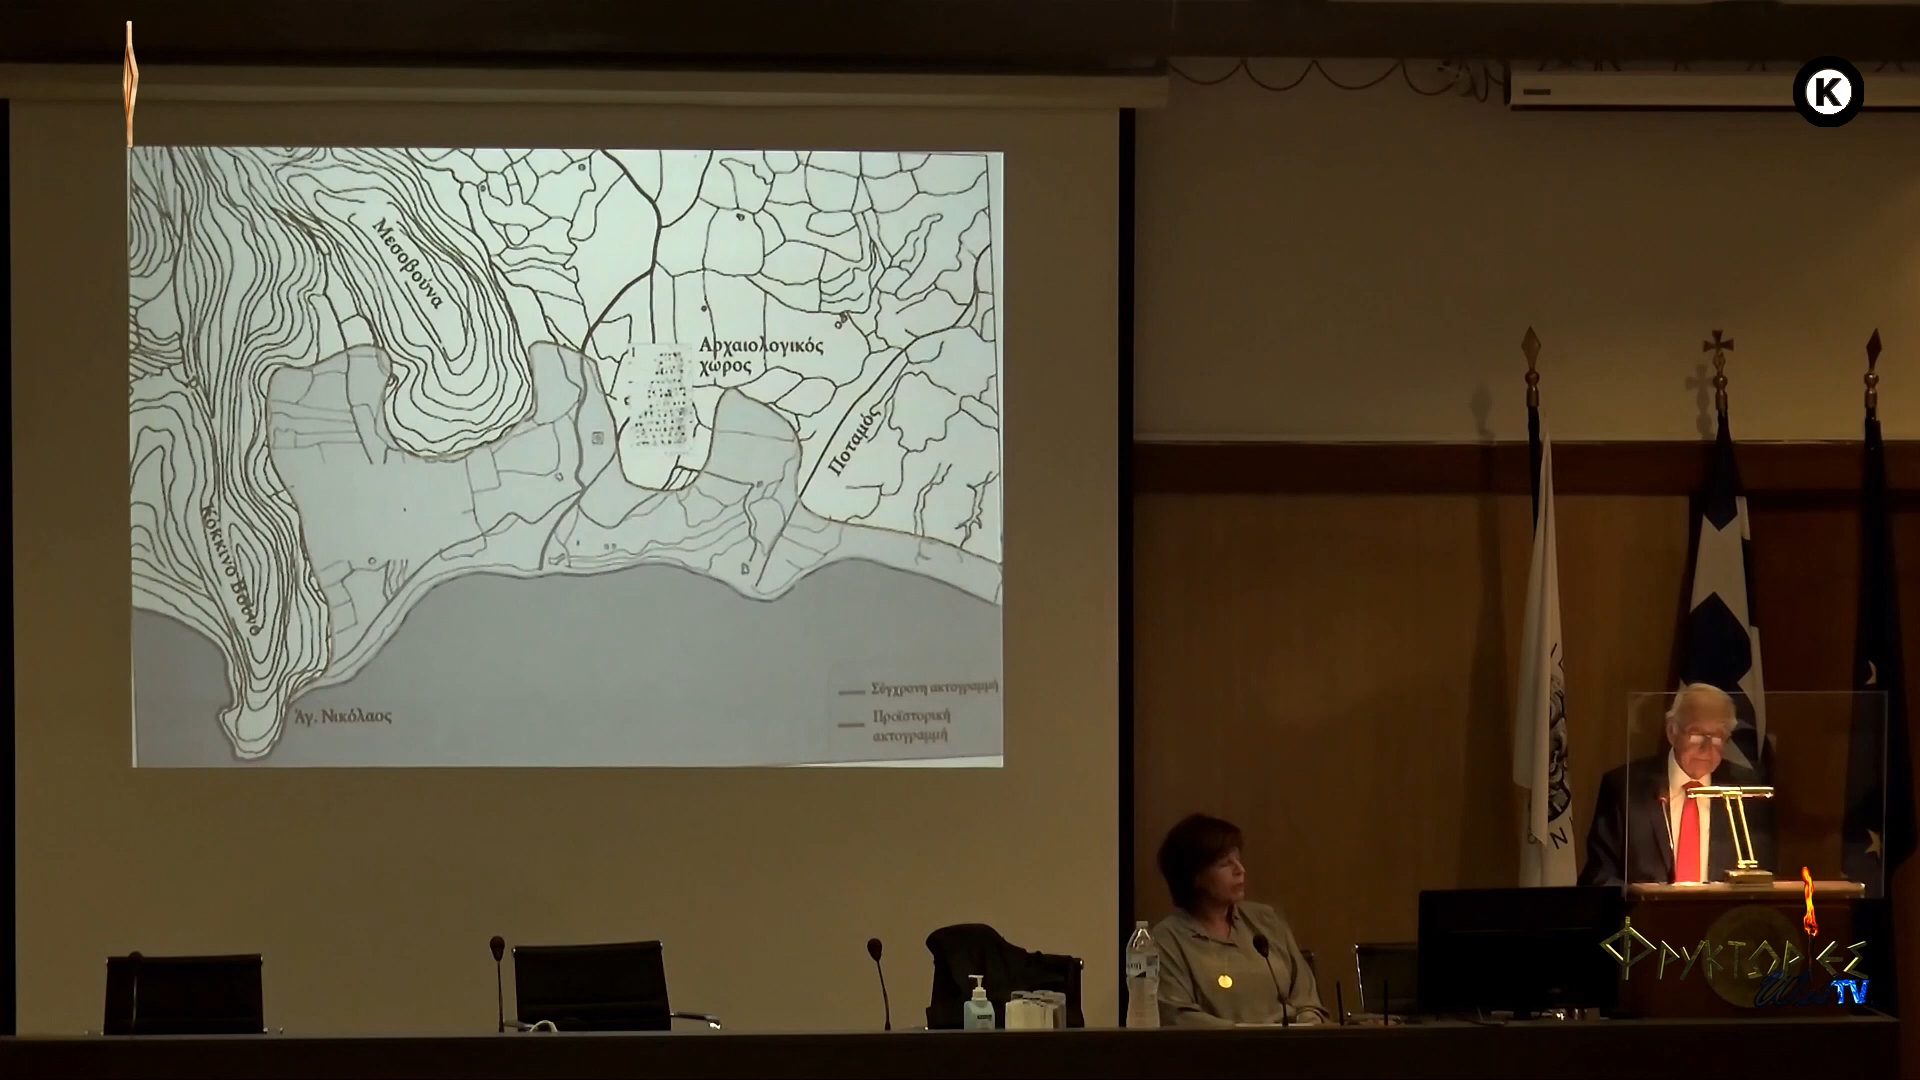 K
Μεσοβούνα
Αρχαιολογικός
χώρος
Ποταμός
Κόκκινο Βουνό
Άγ. Νικόλαος
Σύγχρονη ακτογραμμή
Προϊστορική
ακτογραμμή
ΦΡΥΚΤΩΡΙΕΣ
TV